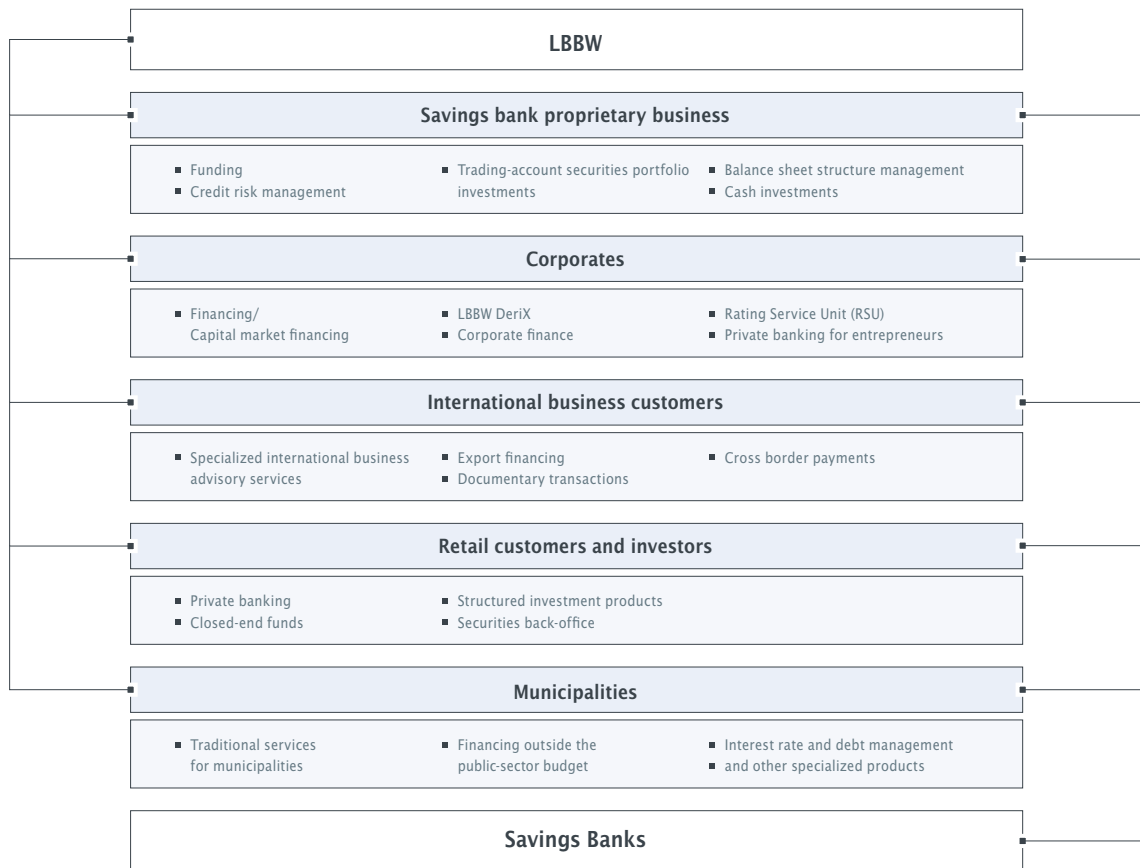 LBBW
Savings bank proprietary business
▪ Funding
▪ Credit risk management
▪ Trading-account securities portfolio
investments
▪ Balance sheet structure management
▪ Cash investments
Corporates
▪ Financing/
Capital market financing
▪ LBBW DeriX
▪ Corporate finance
▪ Rating Service Unit (RSU)
▪ Private banking for entrepreneurs
International business customers
▪ Specialized international business
advisory services
▪ Export financing
▪ Documentary transactions
▪ Cross border payments
Retail customers and investors
▪ Private banking
▪ Closed-end funds
▪ Structured investment products
▪ Securities back-office
Municipalities
▪ Traditional services
for municipalities
▪ Financing outside the
public-sector budget
▪ Interest rate and debt management
▪ and other specialized products
Savings Banks